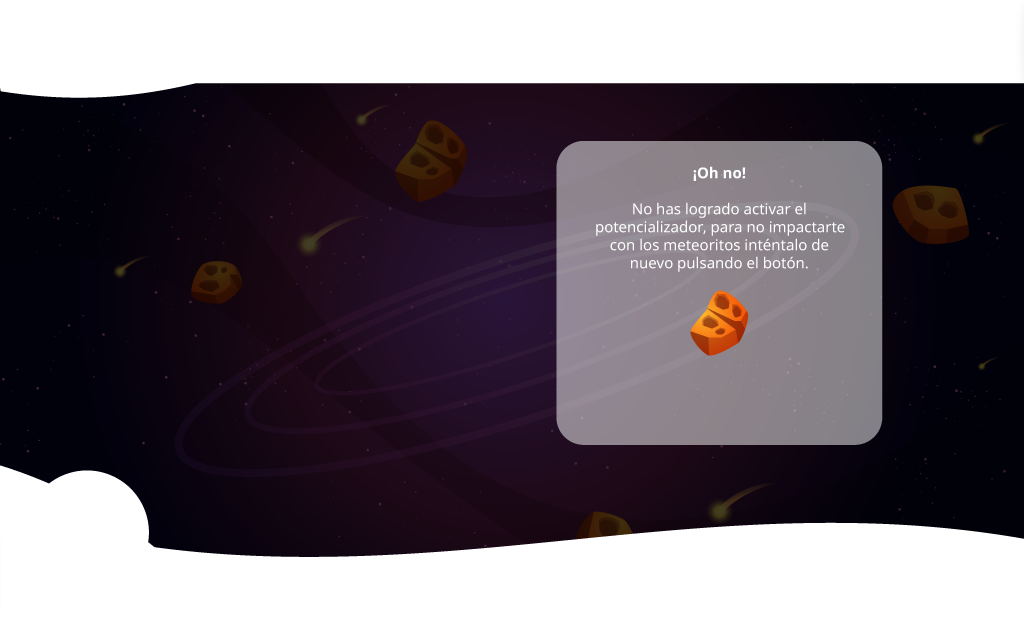 ¡Oh no!
No has logrado activar el
potencializador, para no impactarte
con los meteoritos inténtalo de
nuevo pulsando el botón.